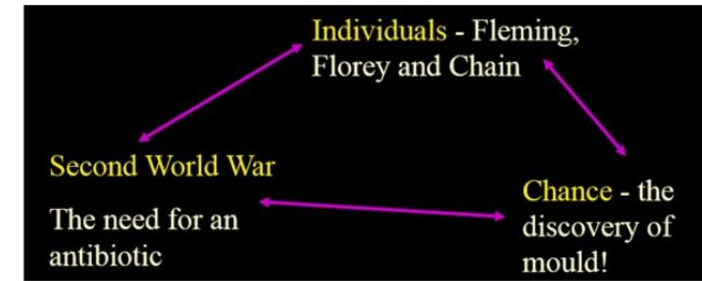 Individuals - Fleming,
Florey and Chain
Second World War
The need for an
antibiotic
Chance - the
discovery of
mould!